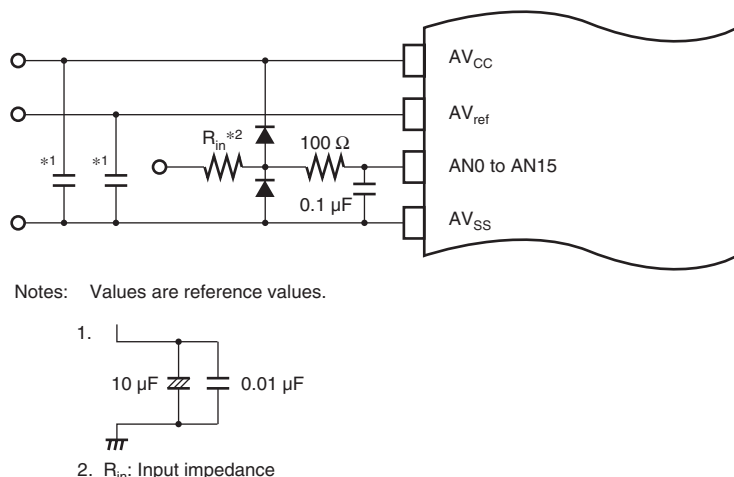 AVCC
AVref
Rin*2
100 Ω
*1
*1
AN0 to AN15
0.1 µF
AVSS
Notes: Values are reference values.
1.
10 µF
0.01 µF
2. Rin: Input impedance